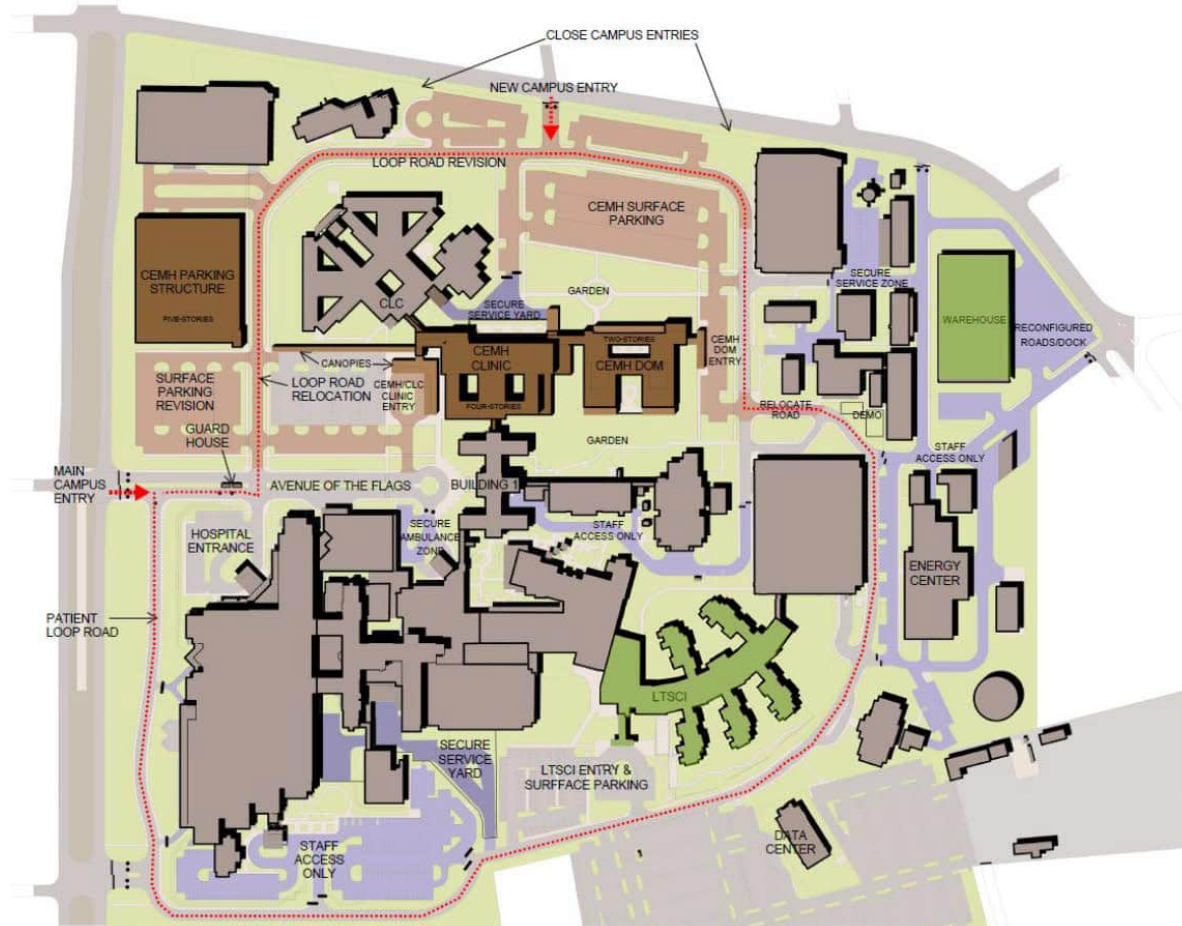 CLOSE CAMPUS ENTRIES
NEW CAMPUS ENTRY
LOOP ROAD REVISION
CEMH SURFACE
PARKING
CEMH PARKING
STRUCTURE
FIVE-STORIES
CLC
SECURE
SERVICE YARD
GARDEN
SECURE
SERVICE ZONE
WAREHOUSE
RECONFIGURED
ROADS/DOCK
CANOPIES
CEMH
CLINIC
FOUR-STORIES
TWO-STORIES
CEMH DOM
CEMH
DOM
ENTRY
SURFACE
PARKING
REVISION
LOOP ROAD
RELOCATION
CEMH/CLC
CLINIC
ENTRY
RELOCATE
ROAD
DEMO
GUARD
HOUSE
GARDEN
STAFF
ACCESS ONLY
MAIN
CAMPUS
ENTRY
AVENUE OF THE FLAGS
BUILDING 1
HOSPITAL
ENTRANCE
SECURE
AMBULANCE
ZONE
STAFF
ACCESS ONLY
ENERGY
CENTER
PATIENT
LOOP ROAD
LTSCI
SECURE
SERVICE
YARD
LTSCI ENTRY &
SURFFACE PARKING
DATA
CENTER
STAFF
ACCESS
ONLY